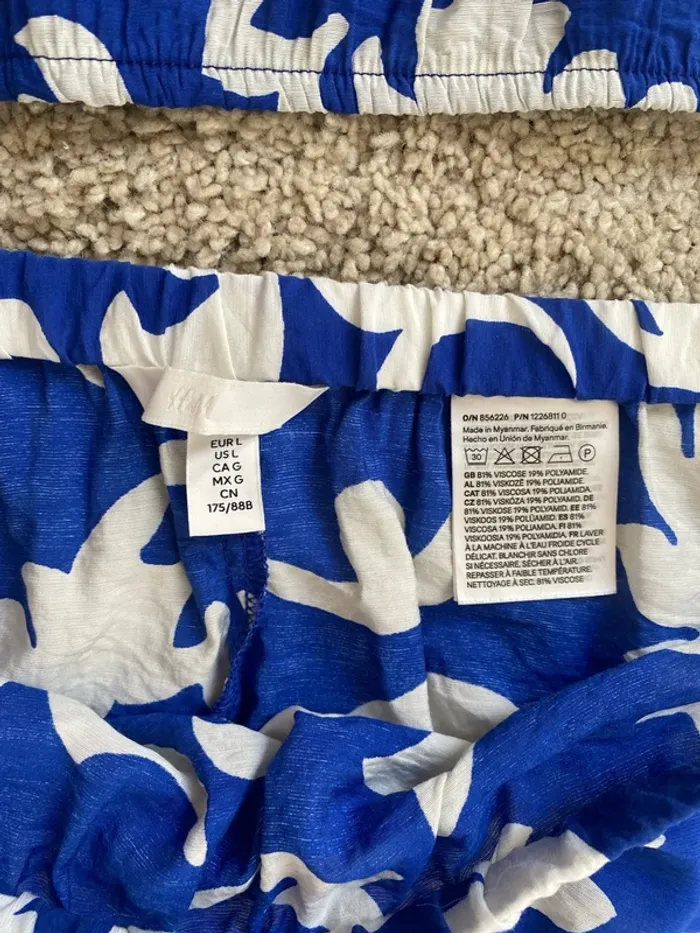 H&M
EUR L
US L
CA G
MX G
CN
175/88B
O/N 856226 P/N 1226811 0
Made in Myanmar. Fabriqué en Birmanie.
Hecho en Unión de Myanmar.
30
P
GB 81% VISCOSE 19% POLYAMIDE.
AL 81% VISKOZË 19% POLIAMIDE.
CAT 81% VISCOSA 19% POLIAMIDA.
CZ 81% VISKÓZA 19% POLYAMID. DE
81% VISKOSE 19% POLYAMID. EE 81%
VISKOOS 19% POLÜAMIID. ES 81%
VISCOSA 19% POLIAMIDA. FI 81%
VISKOOSIA 19% POLYAMIDIA. FR LAVER
À LA MACHINE À L'EAU FROIDE CYCLE
DÉLICAT. BLANCHIR SANS CHLORE
SI NÉCESSAIRE. SÉCHER À L'AIR.
REPASSER À FAIBLE TEMPÉRATURE.
NETTOYAGE À SEC. 81% VISCOSE